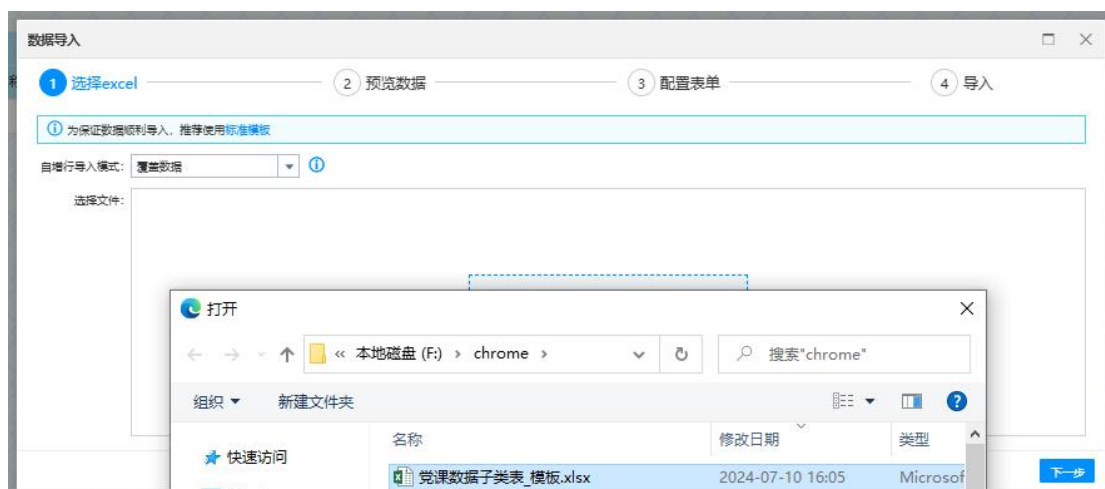 数据导入
1 选择excel 2 预览数据 3 配置表单 4 导入
为保证数据顺利导入，推荐使用标准模板
自增行导入模式: 覆盖数据
选择文件:
打开
« 本地磁盘 (F:) › chrome ›
搜索"chrome"
组织 新建文件夹
名称 修改日期 类型
快速访问
党课数据子类表_模板.xlsx 2024-07-10 16:05 Microsof
下一步